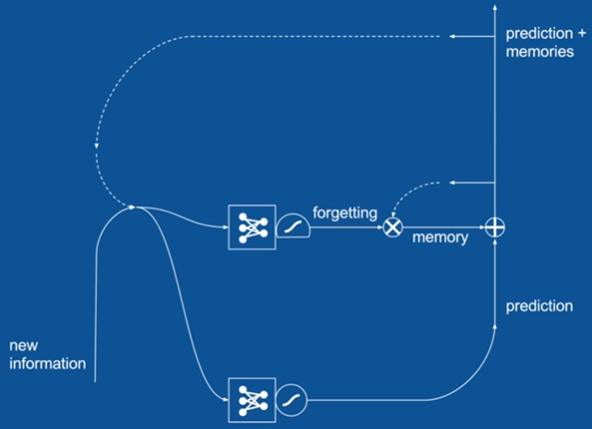 prediction +
memories
forgetting
memory
prediction
new
information